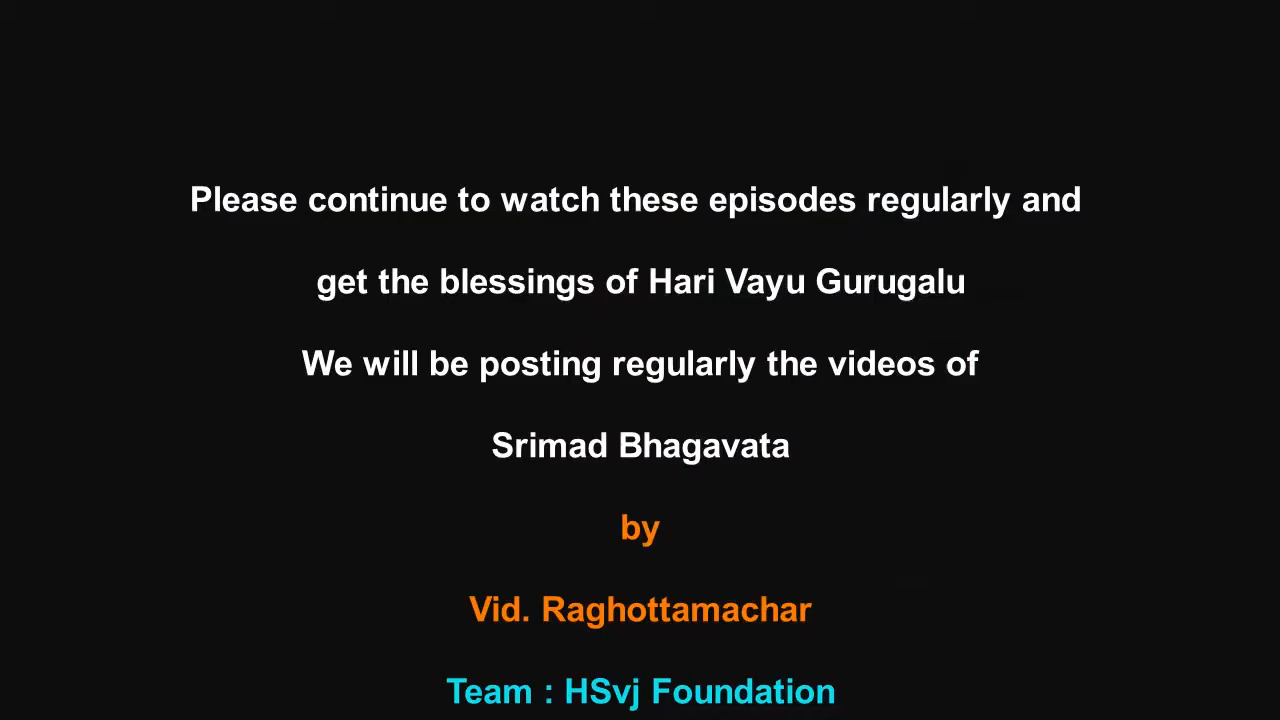 Please continue to watch these episodes regularly and
get the blessings of Hari Vayu Gurugalu
We will be posting regularly the videos of
Srimad Bhagavata
by
Vid. Raghottamachar
Team : HSvj Foundation